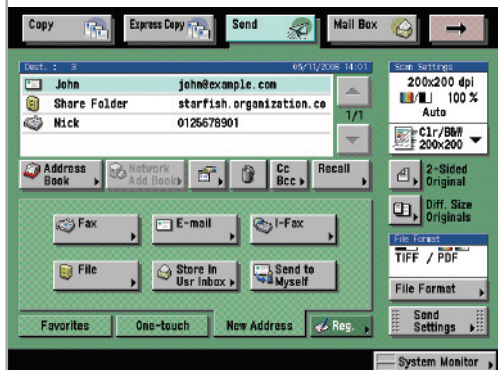 Copy
Express Copy
Send
Mail Box
Dest. : 3
05/11/2006 14:01
John john@example.com
Share Folder starfish.organization.co
Nick 0125678901
1/1
Address Book
Network Add Book
Cc Bcc
Recall
Fax
E-mail
I-Fax
File
Store In Usr Inbox
Send to Myself
Favorites
One-touch
New Address
Reg.
Scan Settings
200x200 dpi
100 %
Auto
Clr/B&W
200x200
2-Sided Original
Diff. Size Originals
File Format
TIFF / PDF
File Format
Send Settings
System Monitor